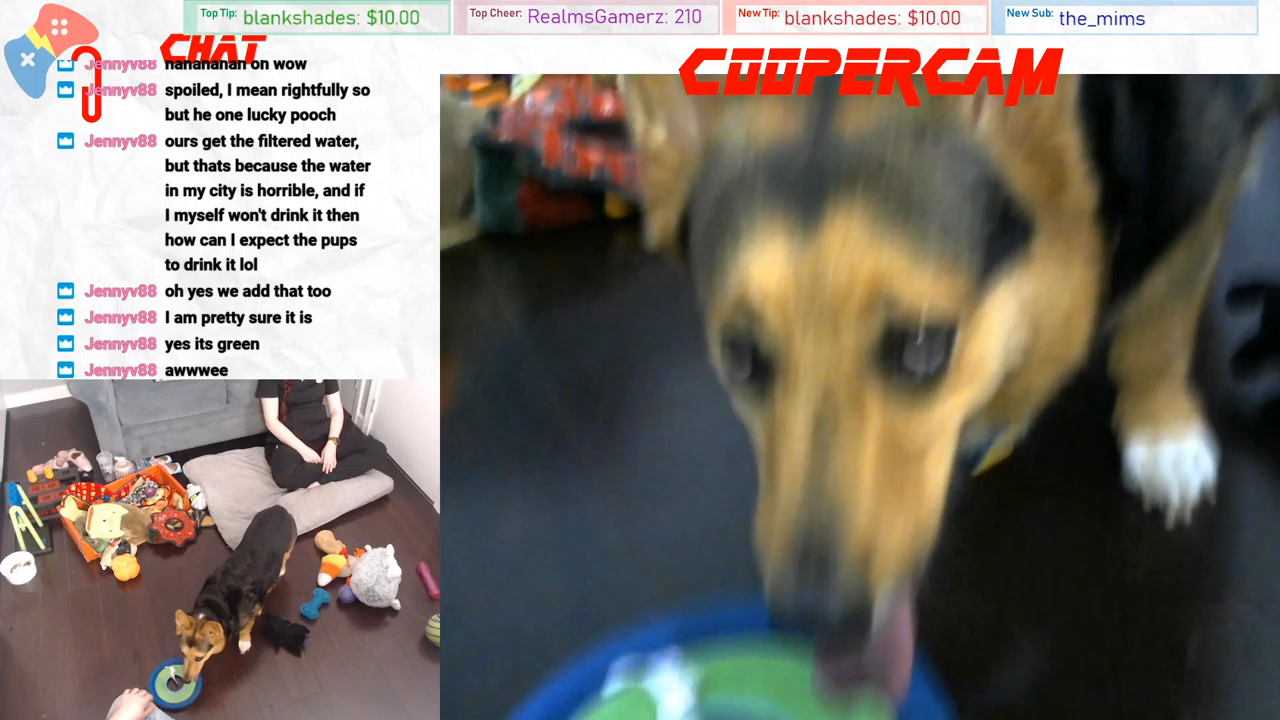 Top Tip: blankshades: $10.00
Top Cheer: RealmsGamerz: 210
New Tip: blankshades: $10.00
New Sub: the_mims
CHAT
COOPERCAM
Jennyv88 hahahahah oh wow
Jennyv88 spoiled, I mean rightfully so
but he one lucky pooch
Jennyv88 ours get the filtered water,
but thats because the water
in my city is horrible, and if
I myself won't drink it then
how can I expect the pups
to drink it lol
Jennyv88 oh yes we add that too
Jennyv88 I am pretty sure it is
Jennyv88 yes its green
Jennyv88 awwwee